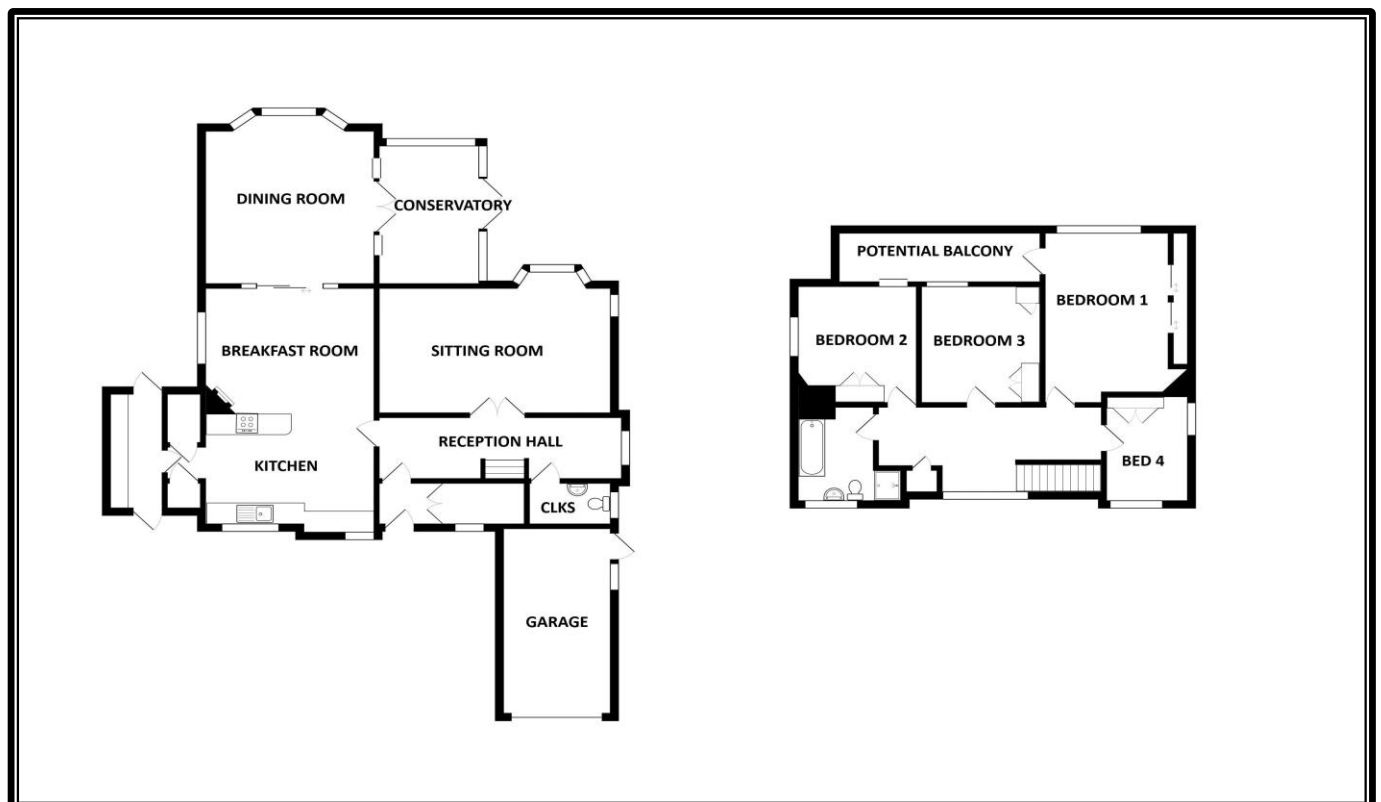 DINING ROOM
CONSERVATORY
BREAKFAST ROOM
SITTING ROOM
RECEPTION HALL
KITCHEN
CLKS
GARAGE
POTENTIAL BALCONY
BEDROOM 1
BEDROOM 2
BEDROOM 3
BED 4